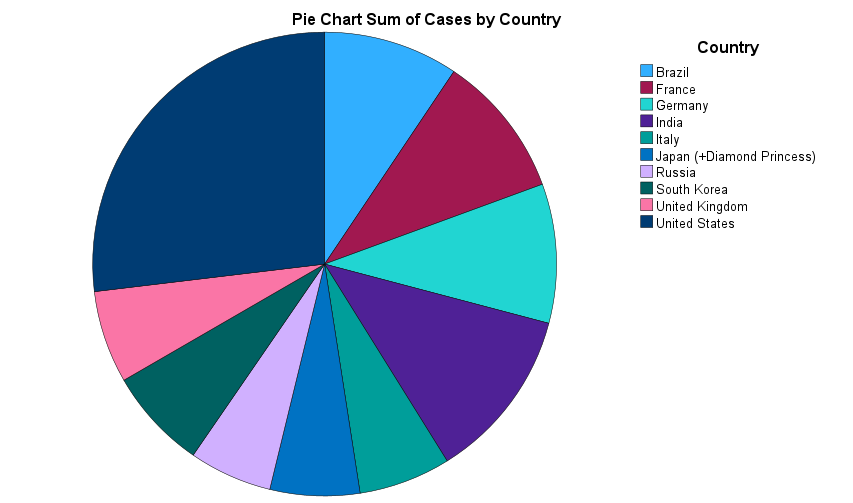 Pie Chart Sum of Cases by Country
Country
Brazil
France
Germany
India
Italy
Japan (+Diamond Princess)
Russia
South Korea
United Kingdom
United States